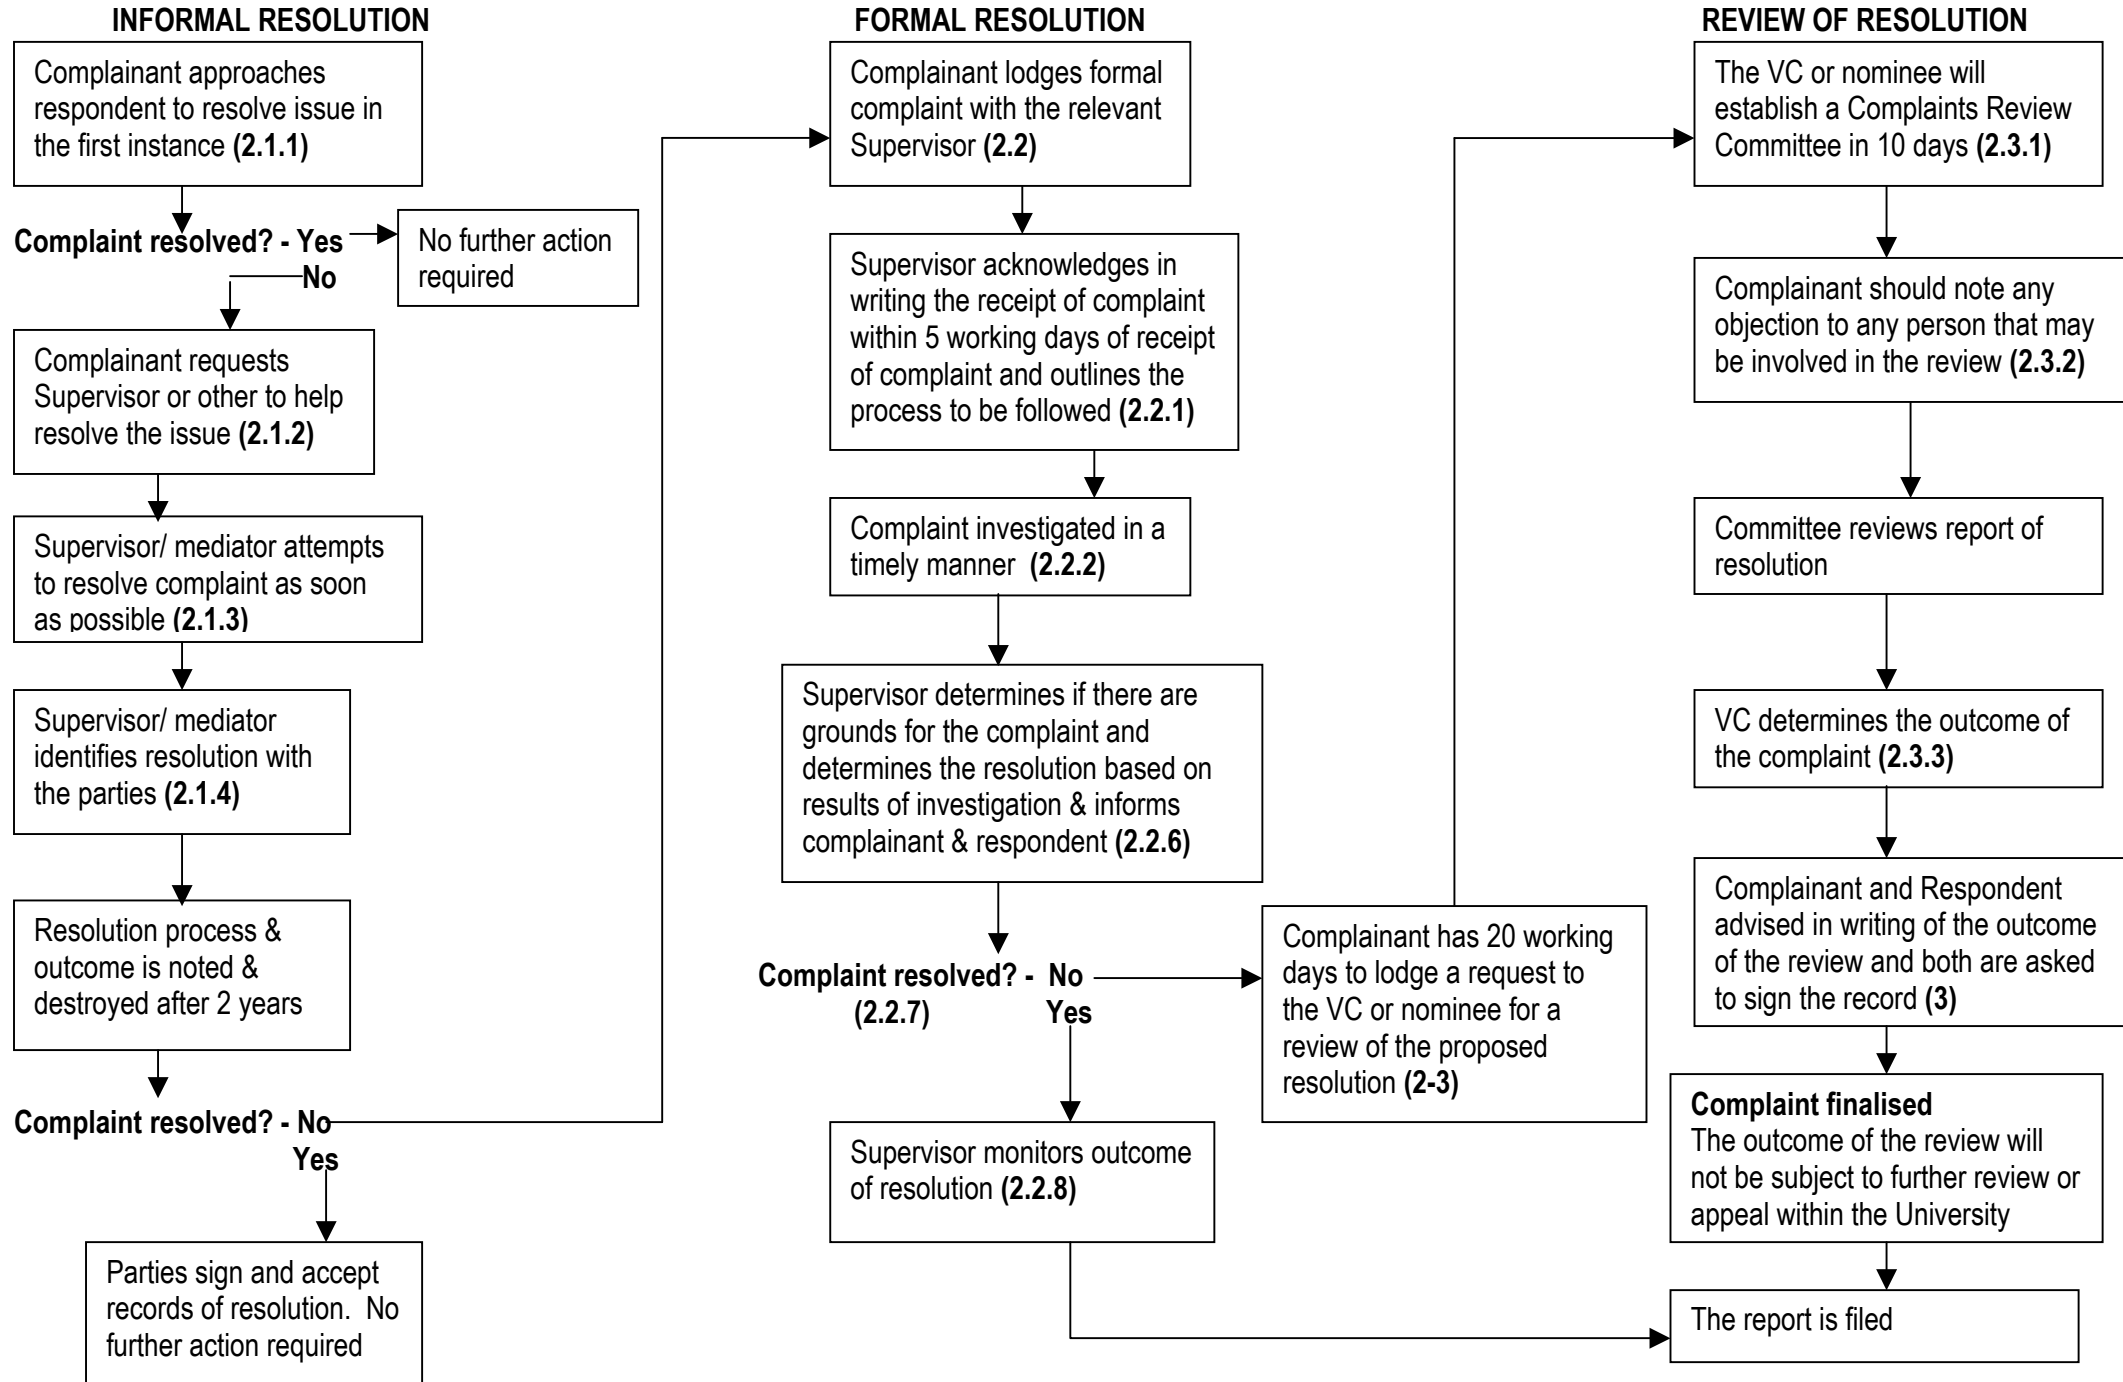 INFORMAL RESOLUTION
Complainant approaches
respondent to resolve issue in
the first instance (2.1.1)
Complaint resolved? - Yes
No
No further action
required
Complainant requests
Supervisor or other to help
resolve the issue (2.1.2)
Supervisor/ mediator attempts
to resolve complaint as soon
as possible (2.1.3)
Supervisor/ mediator
identifies resolution with
the parties (2.1.4)
Resolution process &
outcome is noted &
destroyed after 2 years
Complaint resolved? - No
Yes
Parties sign and accept
records of resolution.  No
further action required
FORMAL RESOLUTION
Complainant lodges formal
complaint with the relevant
Supervisor (2.2)
Supervisor acknowledges in
writing the receipt of complaint
within 5 working days of receipt
of complaint and outlines the
process to be followed (2.2.1)
Complaint investigated in a
timely manner  (2.2.2)
Supervisor determines if there are
grounds for the complaint and
determines the resolution based on
results of investigation & informs
complainant & respondent (2.2.6)
Complaint resolved? -  No
(2.2.7) Yes
Complainant has 20 working
days to lodge a request to
the VC or nominee for a
review of the proposed
resolution (2-3)
Supervisor monitors outcome
of resolution (2.2.8)
REVIEW OF RESOLUTION
The VC or nominee will
establish a Complaints Review
Committee in 10 days (2.3.1)
Complainant should note any
objection to any person that may
be involved in the review (2.3.2)
Committee reviews report of
resolution
VC determines the outcome of
the complaint (2.3.3)
Complainant and Respondent
advised in writing of the outcome
of the review and both are asked
to sign the record (3)
Complaint finalised
The outcome of the review will
not be subject to further review or
appeal within the University
The report is filed